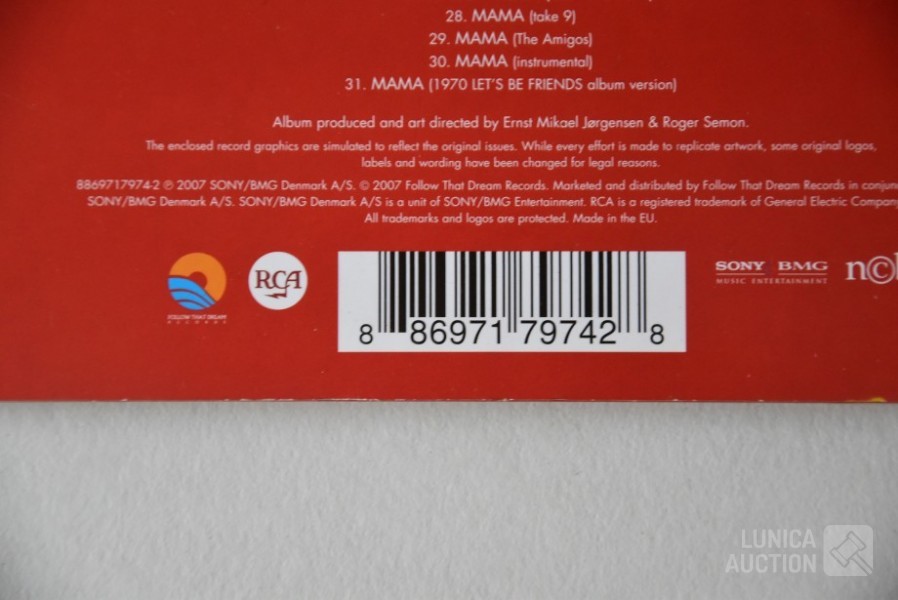 28. MAMA (take 9)
29. MAMA (The Amigos)
30. MAMA (instrumental)
31. MAMA (1970 LET'S BE FRIENDS album version)
Album produced and art directed by Ernst Mikael Jørgensen & Roger Semon.
The enclosed record graphics are simulated to reflect the original issues. While every effort is made to replicate artwork, some original logos,
labels and wording have been changed for legal reasons.
88697179742 ℗ 2007 SONY/BMG Denmark A/S. © 2007 Follow That Dream Records. Marketed and distributed by Follow That Dream Records in conjunc
SONY/BMG Denmark A/S. SONY/BMG Denmark A/S is a unit of SONY/BMG Entertainment. RCA is a registered trademark of General Electric Company
All trademarks and logos are protected. Made in the EU.
FOLLOW THAT DREAM
RECORDS
RCA
8 86971 79742 8
SONY BMG
MUSIC ENTERTAINMENT
n©b
LUNICA
AUCTION